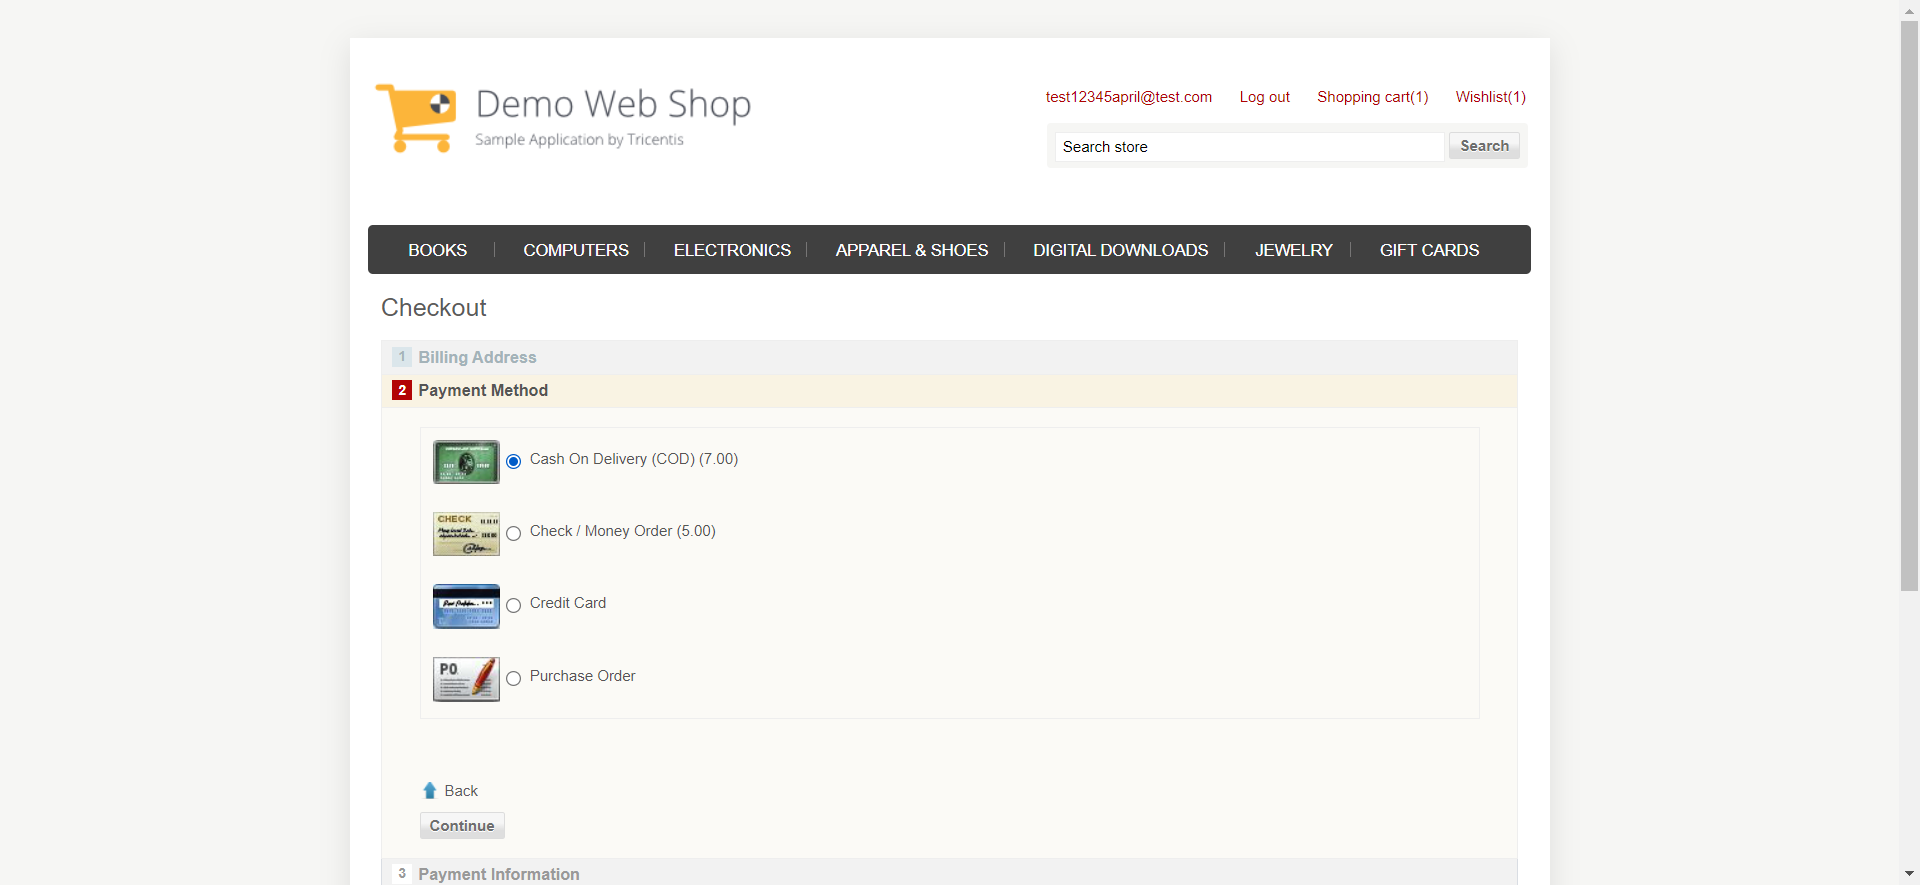 Demo Web Shop
Sample Application by Tricentis
test12345april@test.com Log out Shopping cart(1) Wishlist(1)
Search store Search
BOOKS COMPUTERS ELECTRONICS APPAREL & SHOES DIGITAL DOWNLOADS JEWELRY GIFT CARDS
Checkout
1 Billing Address
2 Payment Method
Cash On Delivery (COD) (7.00)
CHECK
Check / Money Order (5.00)
Credit Card
P.O.
Purchase Order
Back
Continue
3 Payment Information